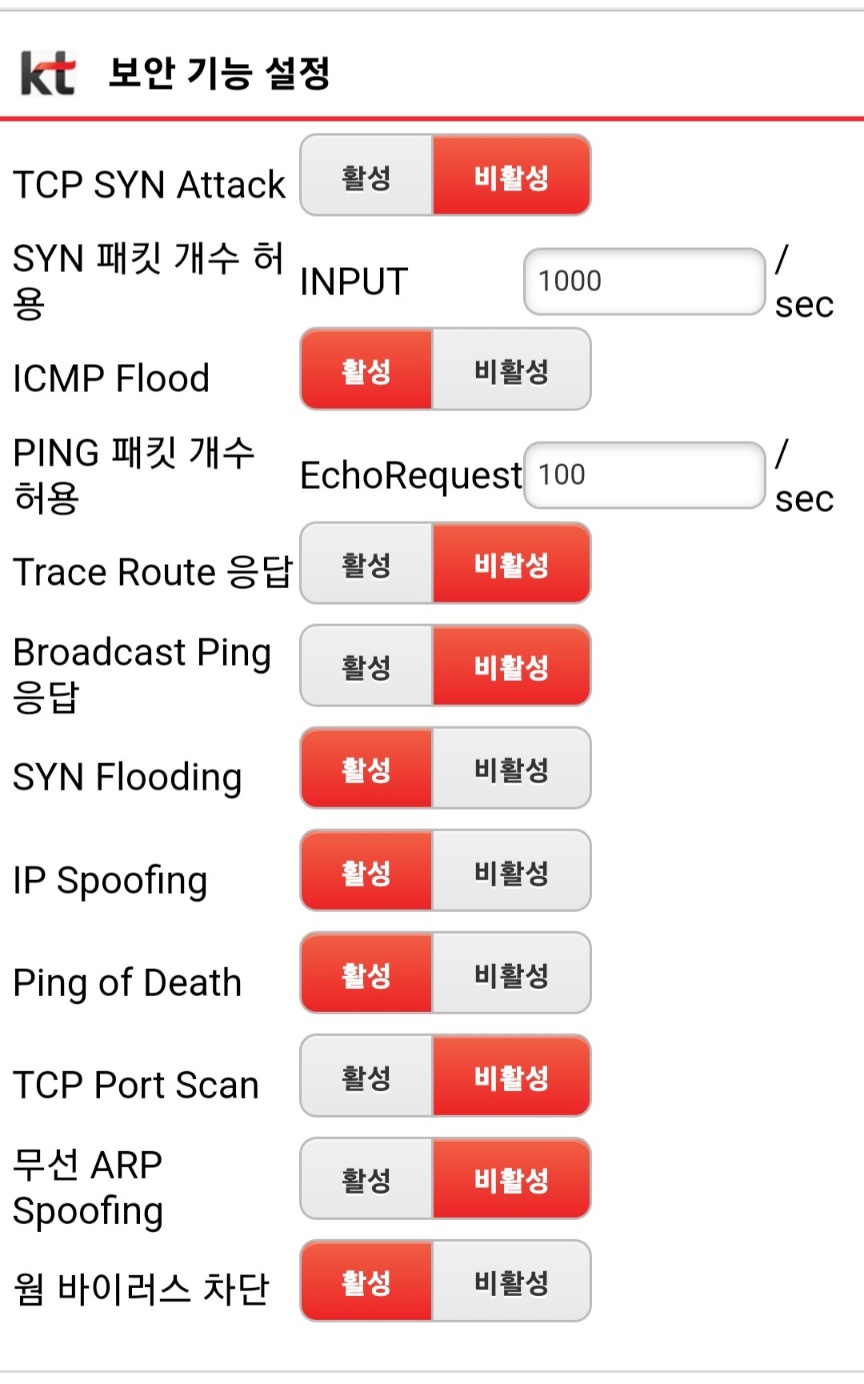 kt 보안 기능 설정
TCP SYN Attack 활성 비활성
SYN 패킷 개수 허
용
INPUT 1000 /
sec
ICMP Flood 활성 비활성
PING 패킷 개수
허용
EchoRequest 100 /
sec
Trace Route 응답 활성 비활성
Broadcast Ping
응답
활성 비활성
SYN Flooding 활성 비활성
IP Spoofing 활성 비활성
Ping of Death 활성 비활성
TCP Port Scan 활성 비활성
무선 ARP
Spoofing
활성 비활성
웜 바이러스 차단 활성 비활성